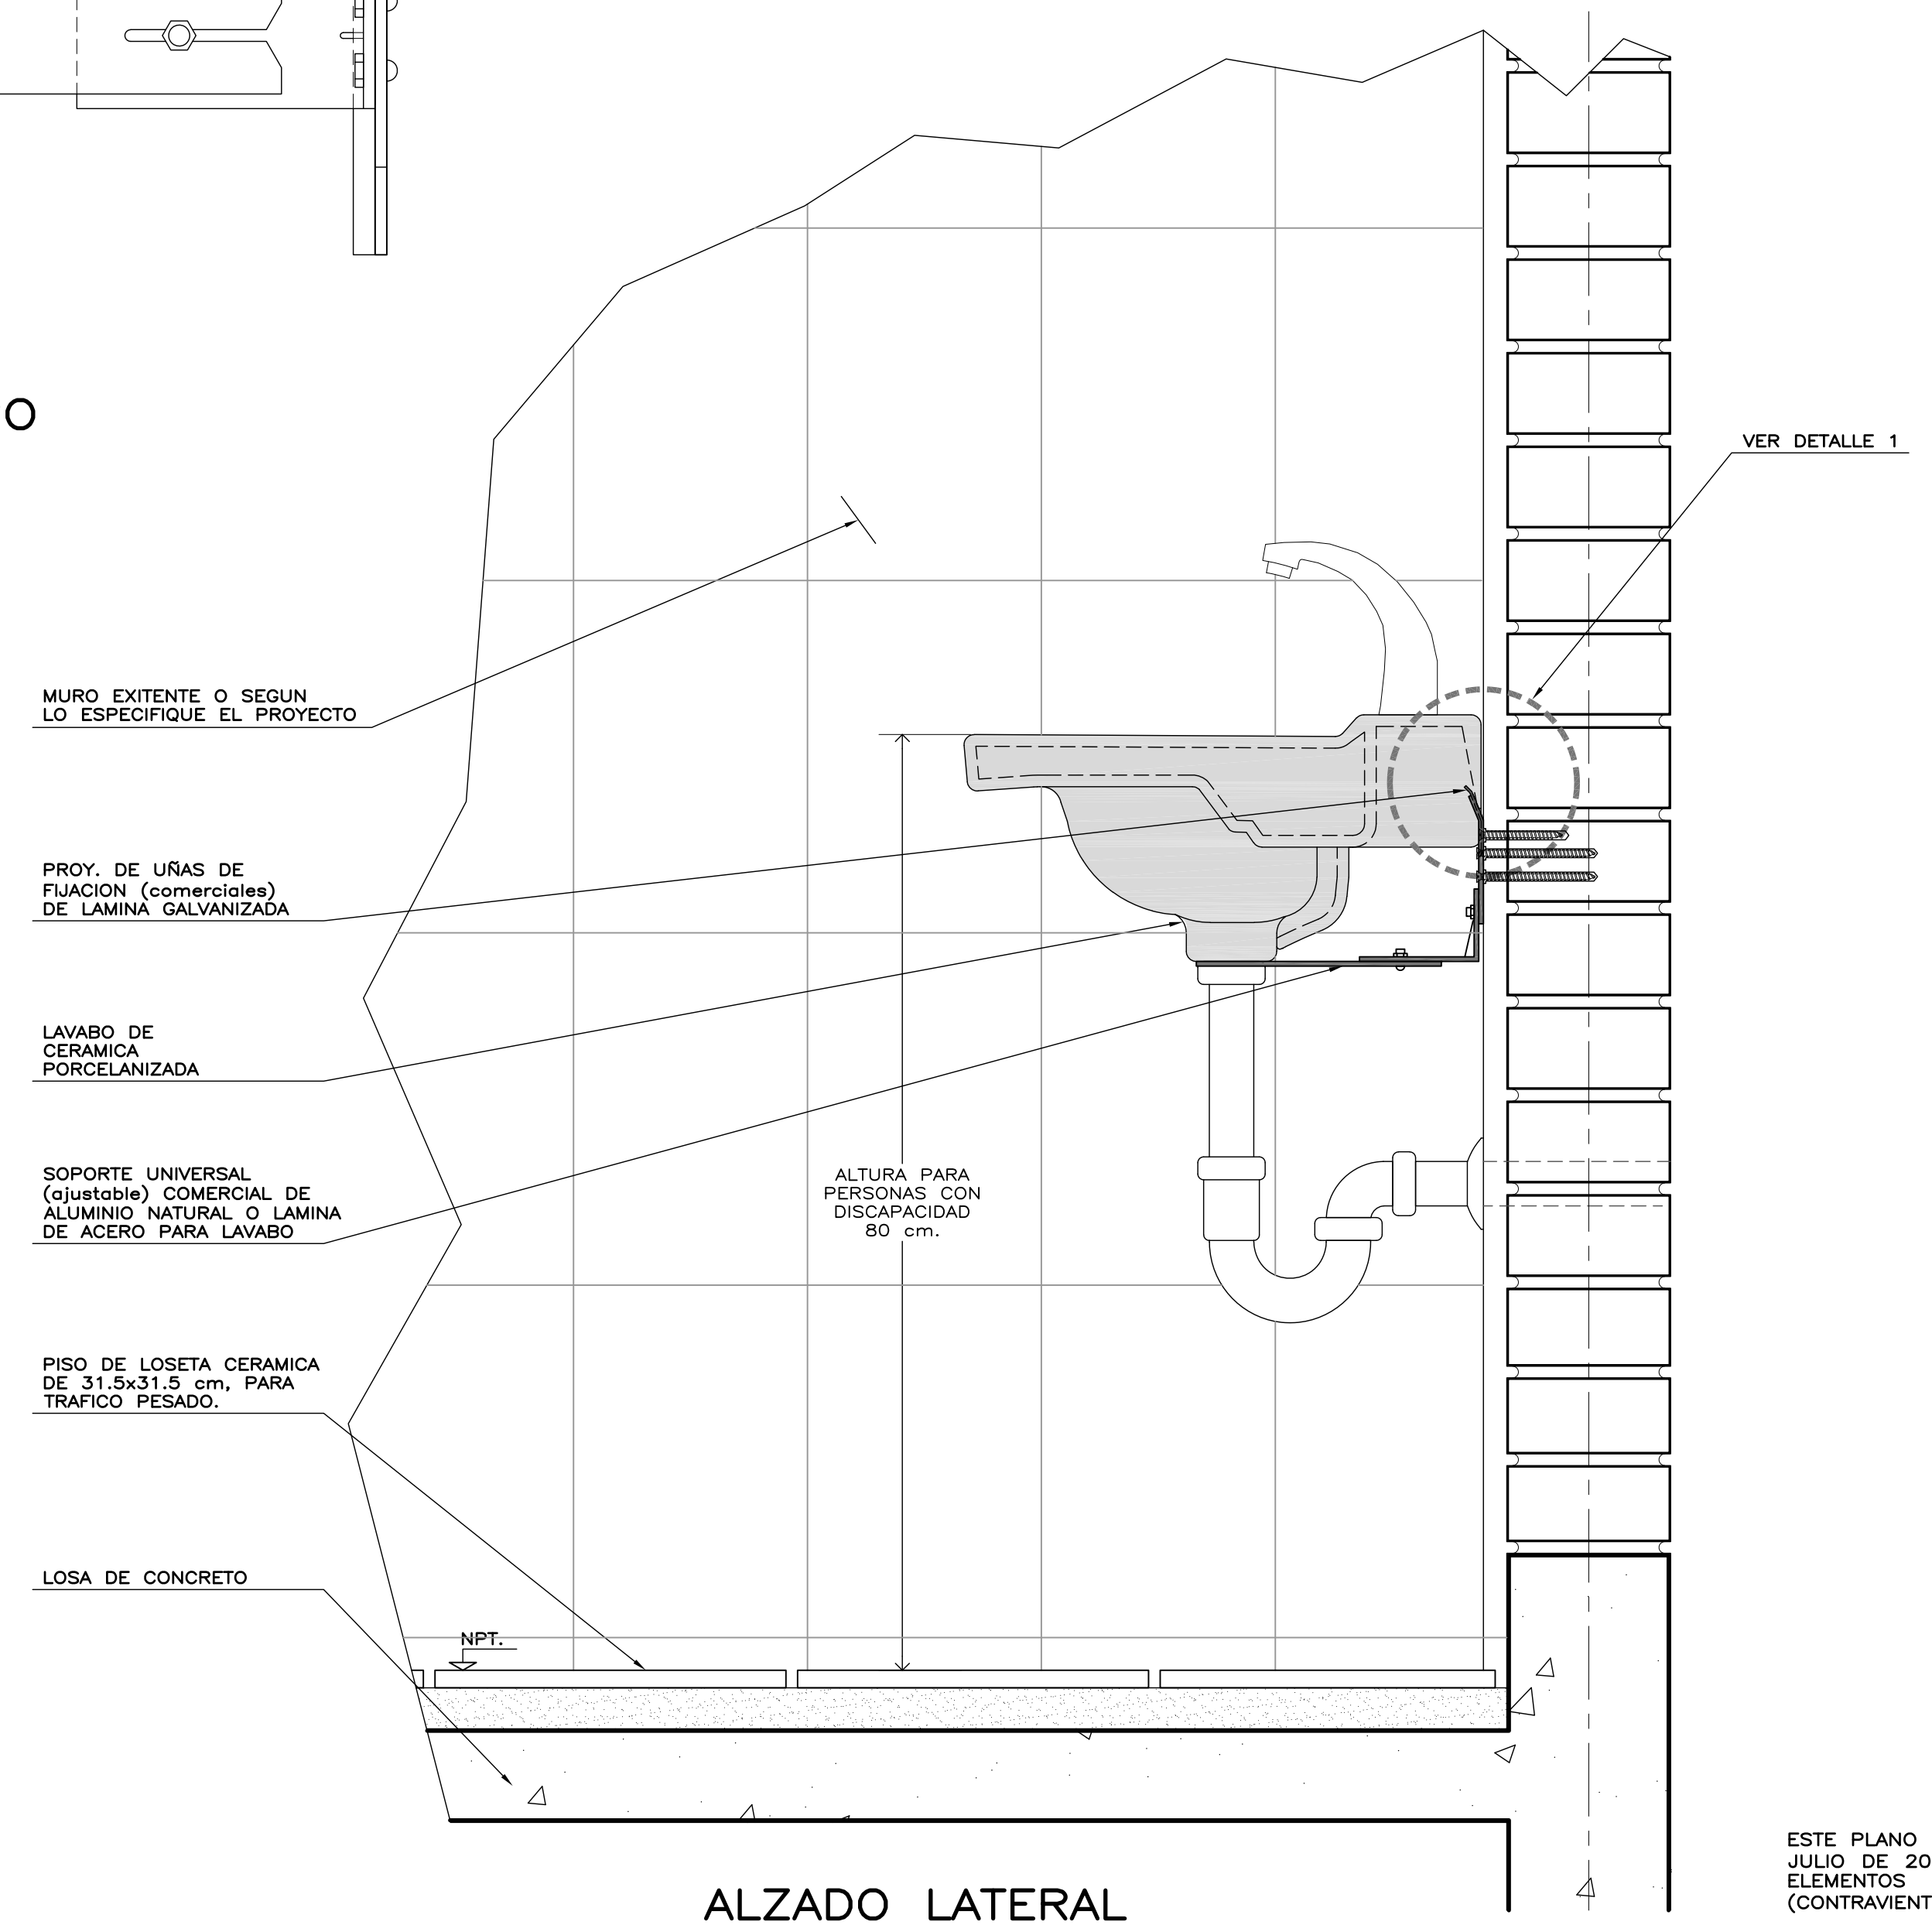 O
VER DETALLE 1
MURO EXITENTE O SEGUN
LO ESPECIFIQUE EL PROYECTO
PROY. DE UÑAS DE
FIJACION (comerciales)
DE LAMINA GALVANIZADA
LAVABO DE
CERAMICA
PORCELANIZADA
SOPORTE UNIVERSAL
(ajustable) COMERCIAL DE
ALUMINIO NATURAL O LAMINA
DE ACERO PARA LAVABO
ALTURA PARA
PERSONAS CON
DISCAPACIDAD
80 cm.
PISO DE LOSETA CERAMICA
DE 31.5x31.5 cm, PARA
TRAFICO PESADO.
LOSA DE CONCRETO
NPT.
ALZADO LATERAL
ESTE PLANO
JULIO DE 20
ELEMENTOS
(CONTRAVIENT